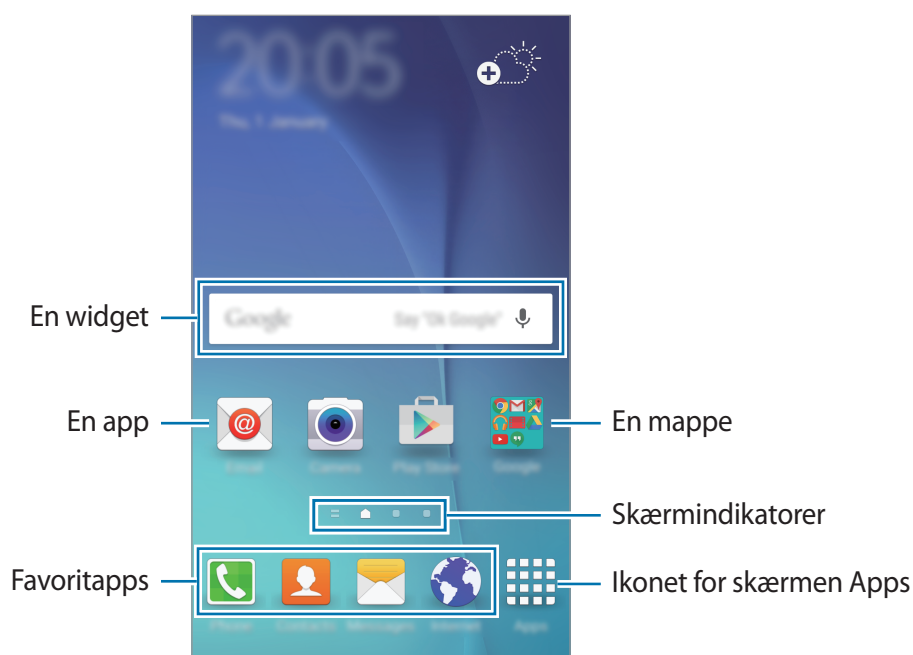 20:05
Thu, 1 January
Google Say "Ok Google"
En widget
En app
En mappe
Email Camera Play Store Google
Skærmindikatorer
Favoritapps
Ikonet for skærmen Apps
Phone Contacts Messages Internet Apps